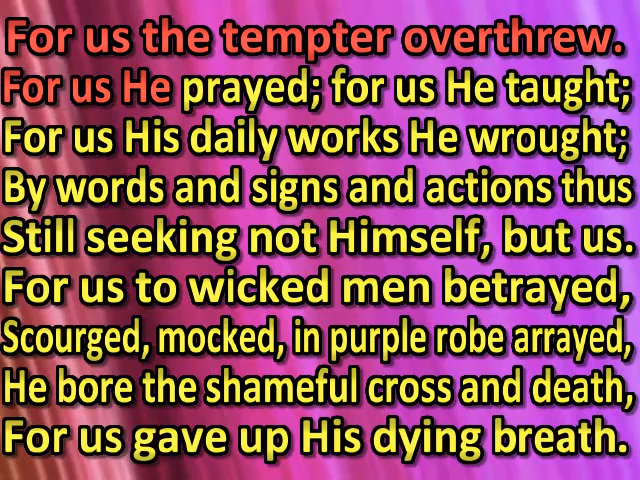 For us the tempter overthrew.
For us He prayed; for us He taught;
For us His daily works He wrought;
By words and signs and actions thus
Still seeking not Himself, but us.
For us to wicked men betrayed,
Scourged, mocked, in purple robe arrayed,
He bore the shameful cross and death,
For us gave up His dying breath.